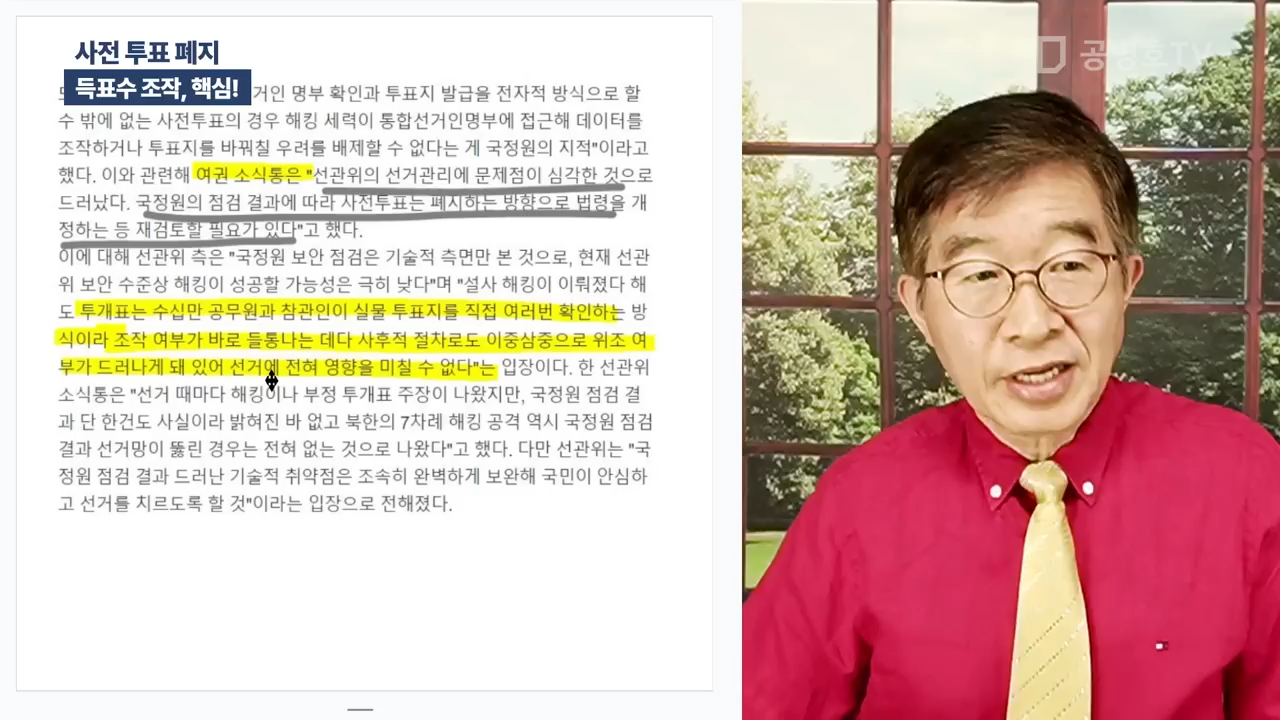 사전 투표 폐지
득표수 조작, 핵심!
공병호TV
거인 명부 확인과 투표지 발급을 전자적 방식으로 할
수 밖에 없는 사전투표의 경우 해킹 세력이 통합선거인명부에 접근해 데이터를
조작하거나 투표지를 바꿔칠 우려를 배제할 수 없다는 게 국정원의 지적"이라고
했다. 이와 관련해 여권 소식통은 "선관위의 선거관리에 문제점이 심각한 것으로
드러났다. 국정원의 점검 결과에 따라 사전투표는 폐지하는 방향으로 법령을 개
정하는 등 재검토할 필요가 있다"고 했다.
이에 대해 선관위 측은 "국정원 보안 점검은 기술적 측면만 본 것으로, 현재 선관
위 보안 수준상 해킹이 성공할 가능성은 극히 낮다"며 "설사 해킹이 이뤄졌다 해
도 투개표는 수십만 공무원과 참관인이 실물 투표지를 직접 여러번 확인하는 방
식이라 조작 여부가 바로 들통나는 데다 사후적 절차로도 이중삼중으로 위조 여
부가 드러나게 돼 있어 선거에 전혀 영향을 미칠 수 없다"는 입장이다. 한 선관위
소식통은 "선거 때마다 해킹이나 부정 투개표 주장이 나왔지만, 국정원 점검 결
과 단 한건도 사실이라 밝혀진 바 없고 북한의 7차례 해킹 공격 역시 국정원 점검
결과 선거망이 뚫린 경우는 전혀 없는 것으로 나왔다"고 했다. 다만 선관위는 "국
정원 점검 결과 드러난 기술적 취약점은 조속히 완벽하게 보완해 국민이 안심하
고 선거를 치르도록 할 것"이라는 입장으로 전해졌다.